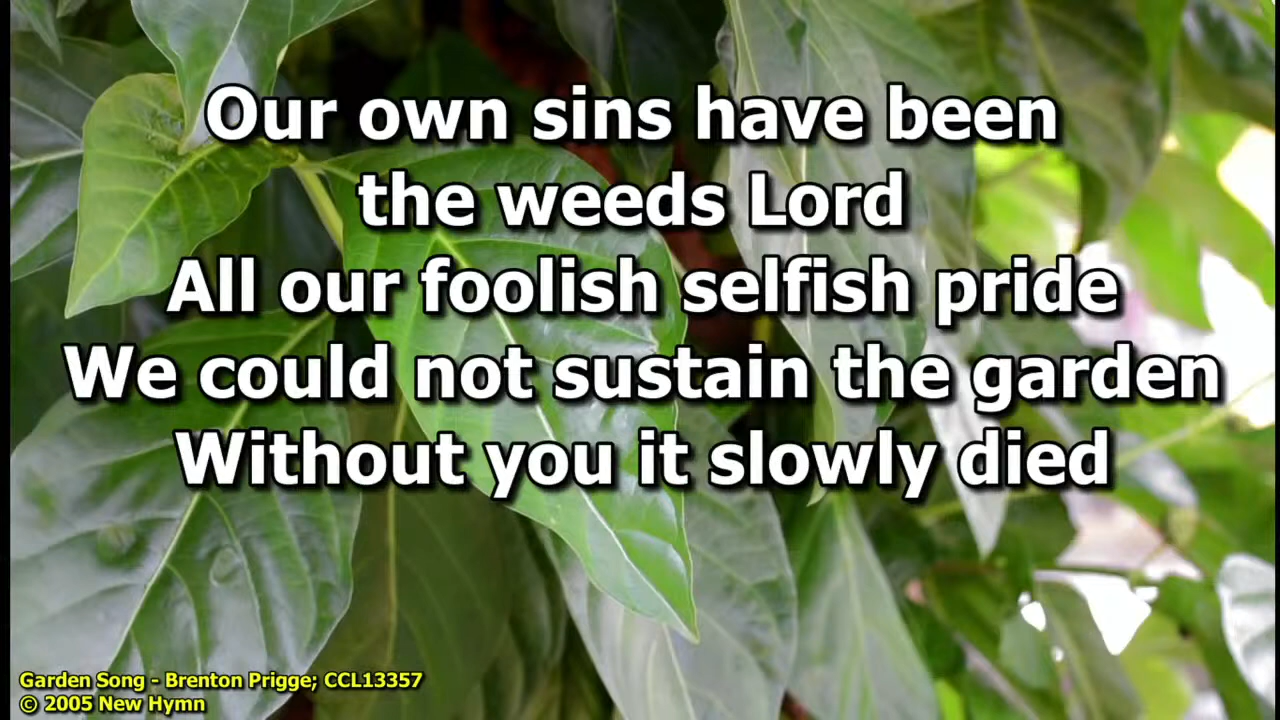 Our own sins have been
the weeds Lord
All our foolish selfish pride
We could not sustain the garden
Without you it slowly died
Garden Song - Brenton Prigge; CCL13357
© 2005 New Hymn